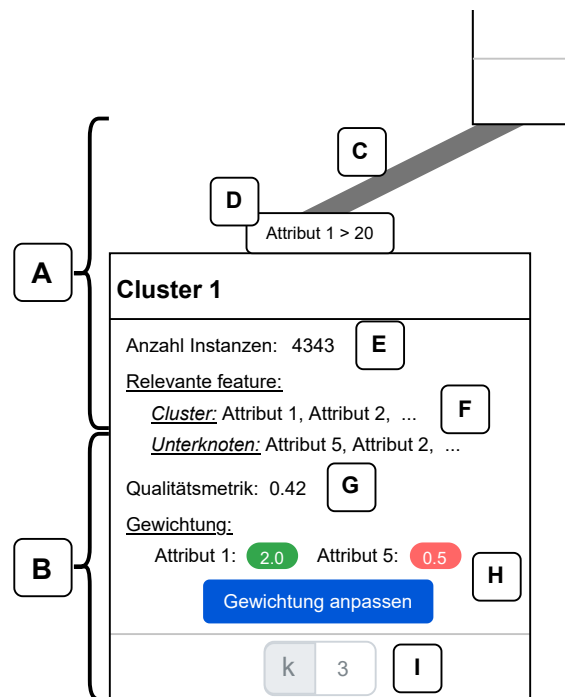 C
D
Attribut 1 > 20
A
Cluster 1
Anzahl Instanzen: 4343
E
Relevante feature:
Cluster: Attribut 1, Attribut 2, ...
F
Unterknoten: Attribut 5, Attribut 2, ...
Qualitätsmetrik: 0.42
G
Gewichtung:
B
Attribut 1: 2.0 Attribut 5: 0.5
H
Gewichtung anpassen
k 3
I